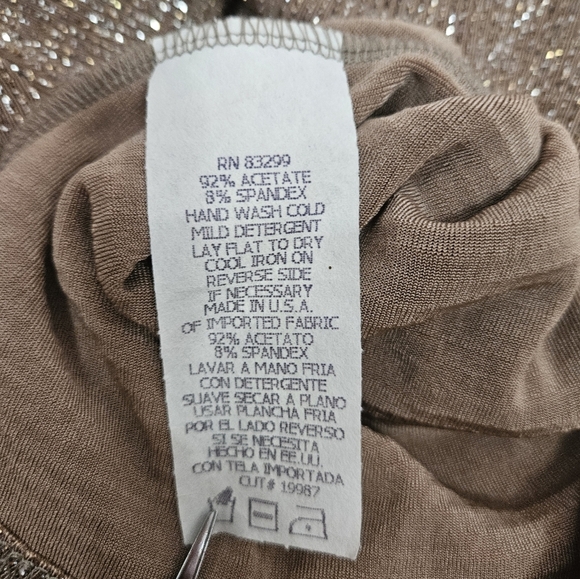 RN 83299
92% ACETATE
8% SPANDEX
HAND WASH COLD
MILD DETERGENT
LAY FLAT TO DRY
COOL IRON ON
REVERSE SIDE
IF NECESSARY
MADE IN U.S.A.
OF IMPORTED FABRIC
92% ACETATO
8% SPANDEX
LAVAR A MANO FRIA
CON DETERGENTE
SUAVE SECAR A PLANO
USAR PLANCHA FRIA
POR EL LADO REVERSO
SI SE NECESITA
HECHO EN EE.UU.
CON TELA IMPORTADA
CUT# 19987